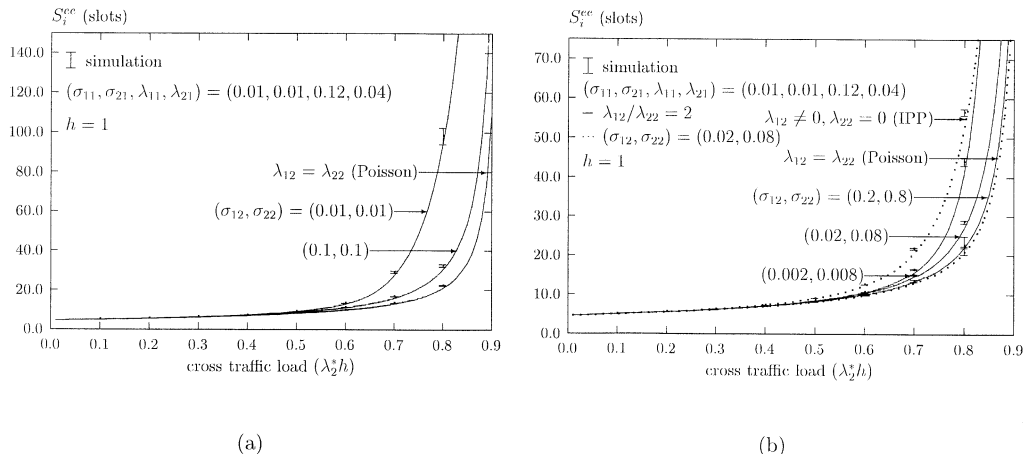 S_i^{ee} (slots)
140.0
120.0
100.0
80.0
60.0
40.0
20.0
0.0
simulation
(σ11, σ21, λ11, λ21) = (0.01, 0.01, 0.12, 0.04)
h = 1
λ12 = λ22 (Poisson)
(σ12, σ22) = (0.01, 0.01)
(0.1, 0.1)
0.0 0.1 0.2 0.3 0.4 0.5 0.6 0.7 0.8 0.9
cross traffic load (λ2*h)
(a)
S_i^{ee} (slots)
70.0
60.0
50.0
40.0
30.0
20.0
10.0
0.0
simulation
(σ11, σ21, λ11, λ21) = (0.01, 0.01, 0.12, 0.04)
− λ12/λ22 = 2
λ12 ≠ 0, λ22 = 0 (IPP)
··· (σ12, σ22) = (0.02, 0.08)
h = 1
λ12 = λ22 (Poisson)
(σ12, σ22) = (0.2, 0.8)
(0.02, 0.08)
(0.002, 0.008)
0.0 0.1 0.2 0.3 0.4 0.5 0.6 0.7 0.8 0.9
cross traffic load (λ2*h)
(b)